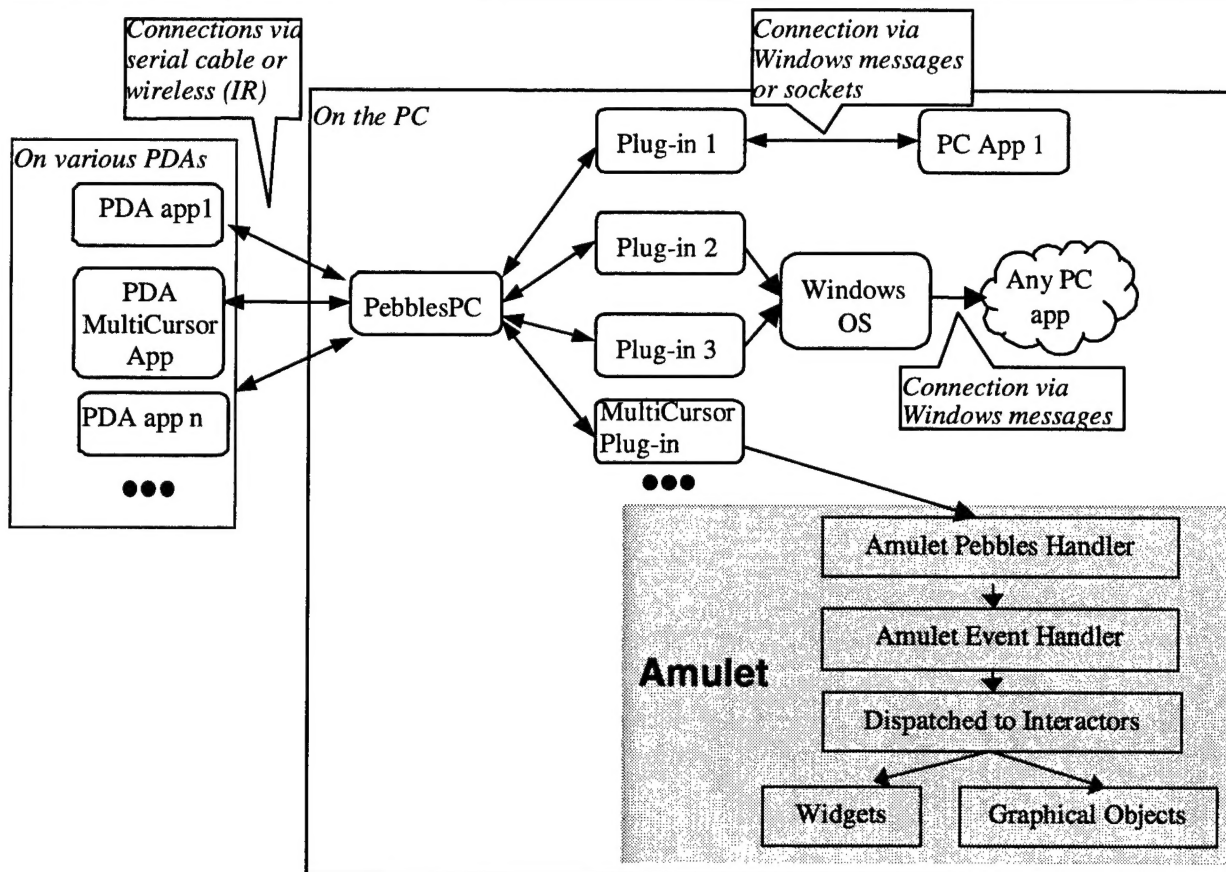 Connections via
serial cable or
wireless (IR)
Connection via
Windows messages
or sockets
On the PC
On various PDAs
PDA app1
PDA
MultiCursor
App
PDA app n
PebblesPC
Plug-in 1
PC App 1
Plug-in 2
Plug-in 3
Windows
OS
Any PC
app
Connection via
Windows messages
MultiCursor
Plug-in
Amulet
Amulet Pebbles Handler
Amulet Event Handler
Dispatched to Interactors
Widgets
Graphical Objects